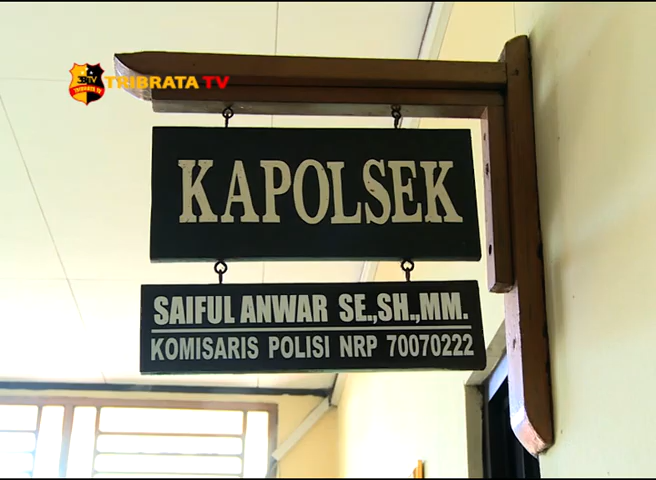 TRIBRATA TV
KAPOLSEK
SAIFUL ANWAR SE.,SH.,MM.
KOMISARIS POLISI NRP 70070222